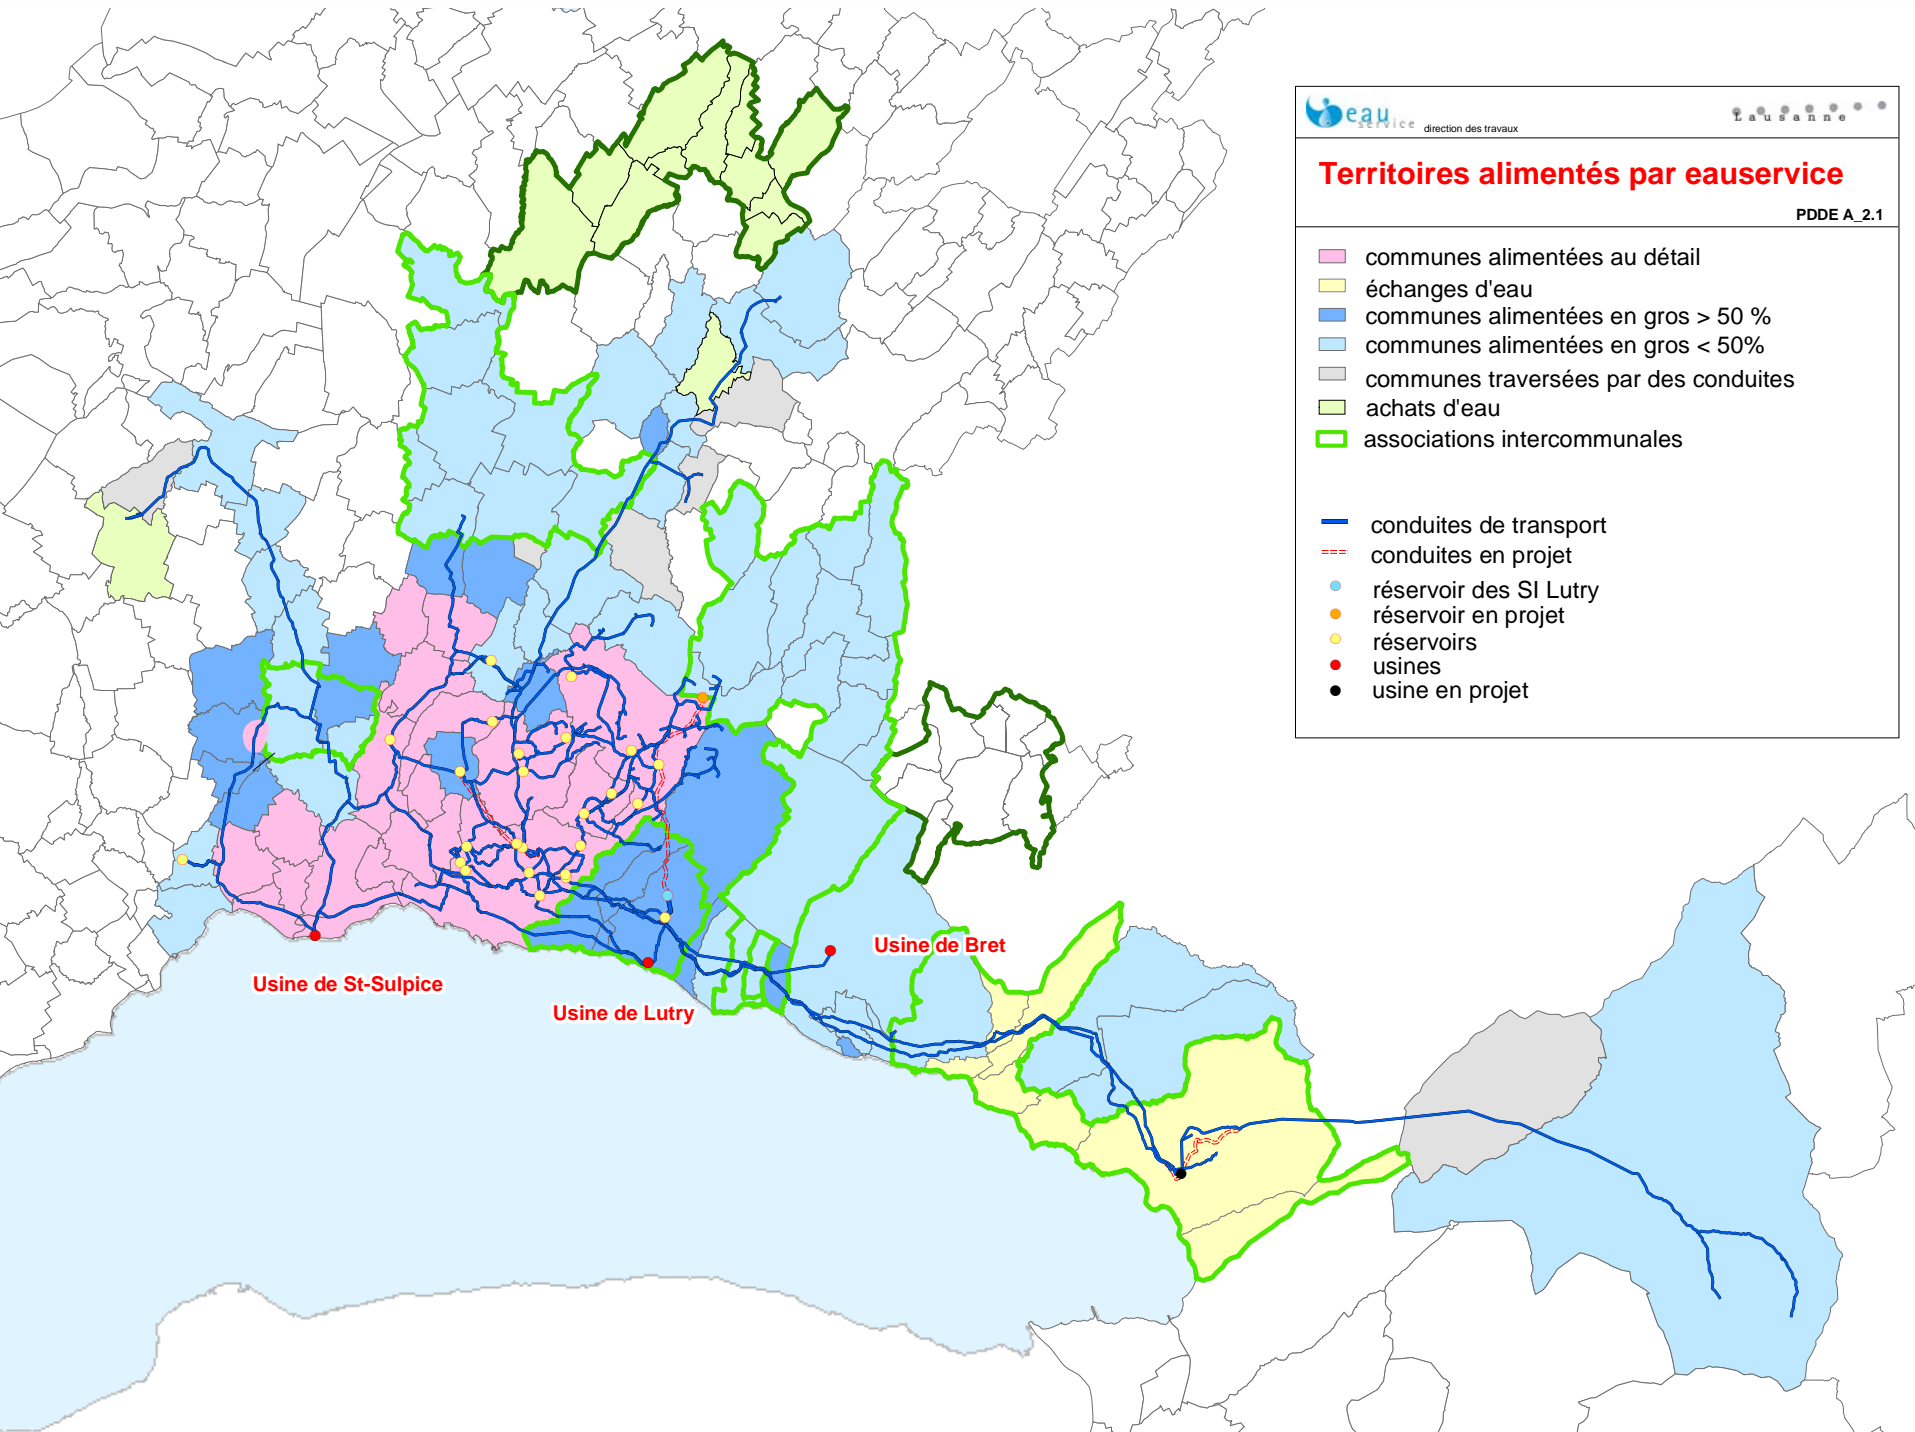 eau
service
direction des travaux
Lausanne
Territoires alimentés par eauservice
PDDE A_2.1
communes alimentées au détail
échanges d'eau
communes alimentées en gros > 50 %
communes alimentées en gros < 50%
communes traversées par des conduites
achats d'eau
associations intercommunales
conduites de transport
conduites en projet
réservoir des SI Lutry
réservoir en projet
réservoirs
usines
usine en projet
Usine de Bret
Usine de St-Sulpice
Usine de Lutry